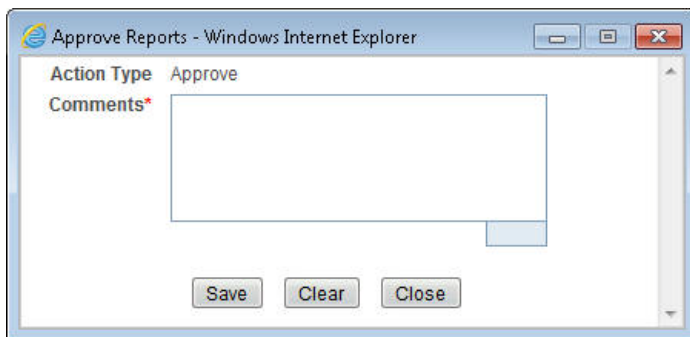 Approve Reports - Windows Internet Explorer
Action Type Approve
Comments*
Save Clear Close